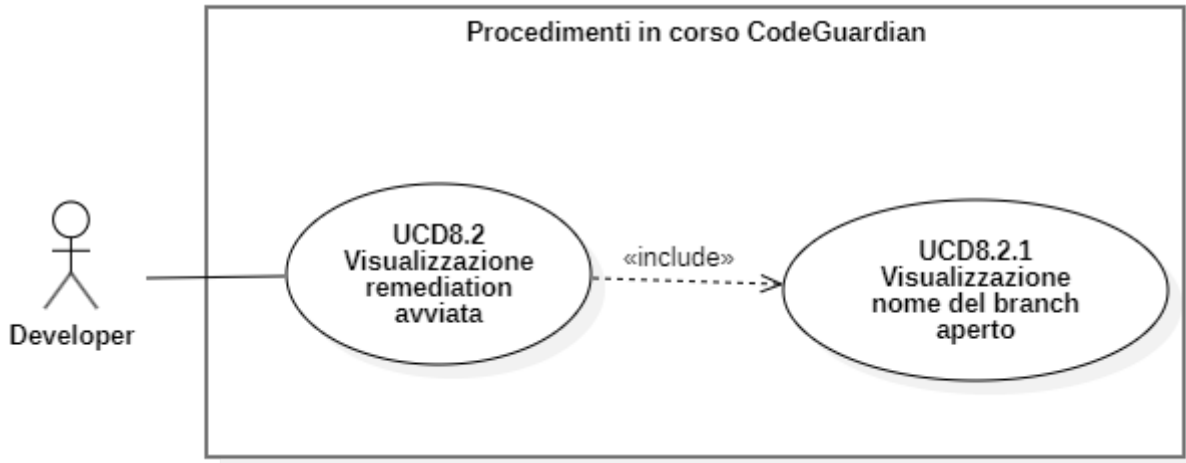 Procedimenti in corso CodeGuardian
Developer
UCD8.2
Visualizzazione
remediation
avviata
«include»
UCD8.2.1
Visualizzazione
nome del branch
aperto